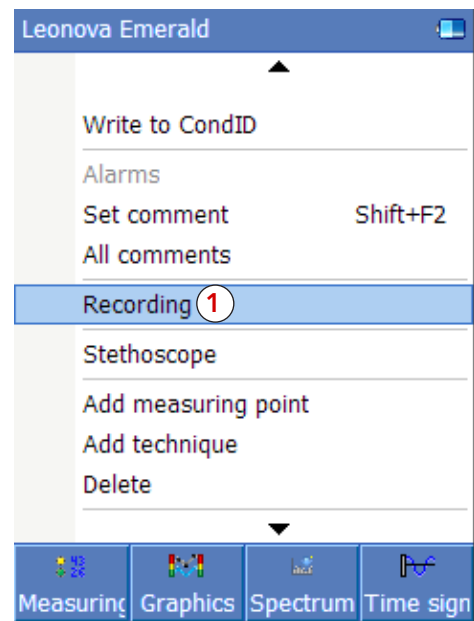 Leonova Emerald
Write to CondID
Alarms
Set comment Shift+F2
All comments
Recording 1
Stethoscope
Add measuring point
Add technique
Delete
Measuring Graphics Spectrum Time sign